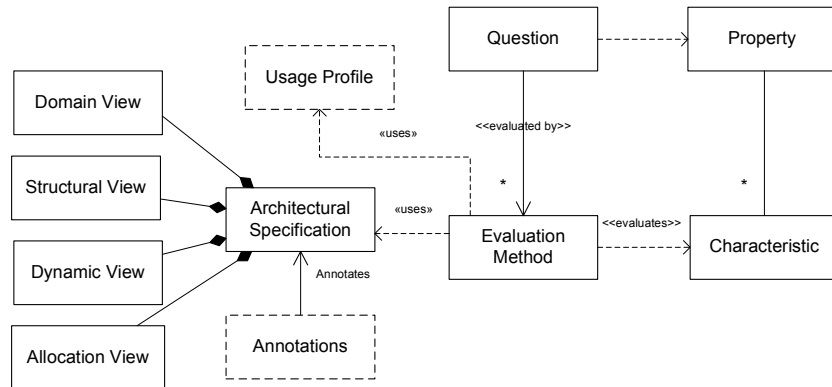 Question
Property
Usage Profile
Domain View
<<evaluated by>>
«uses»
Structural View
*
*
Architectural
Specification
«uses»
Evaluation
Method
<<evaluates>>
Characteristic
Dynamic View
Annotates
Allocation View
Annotations